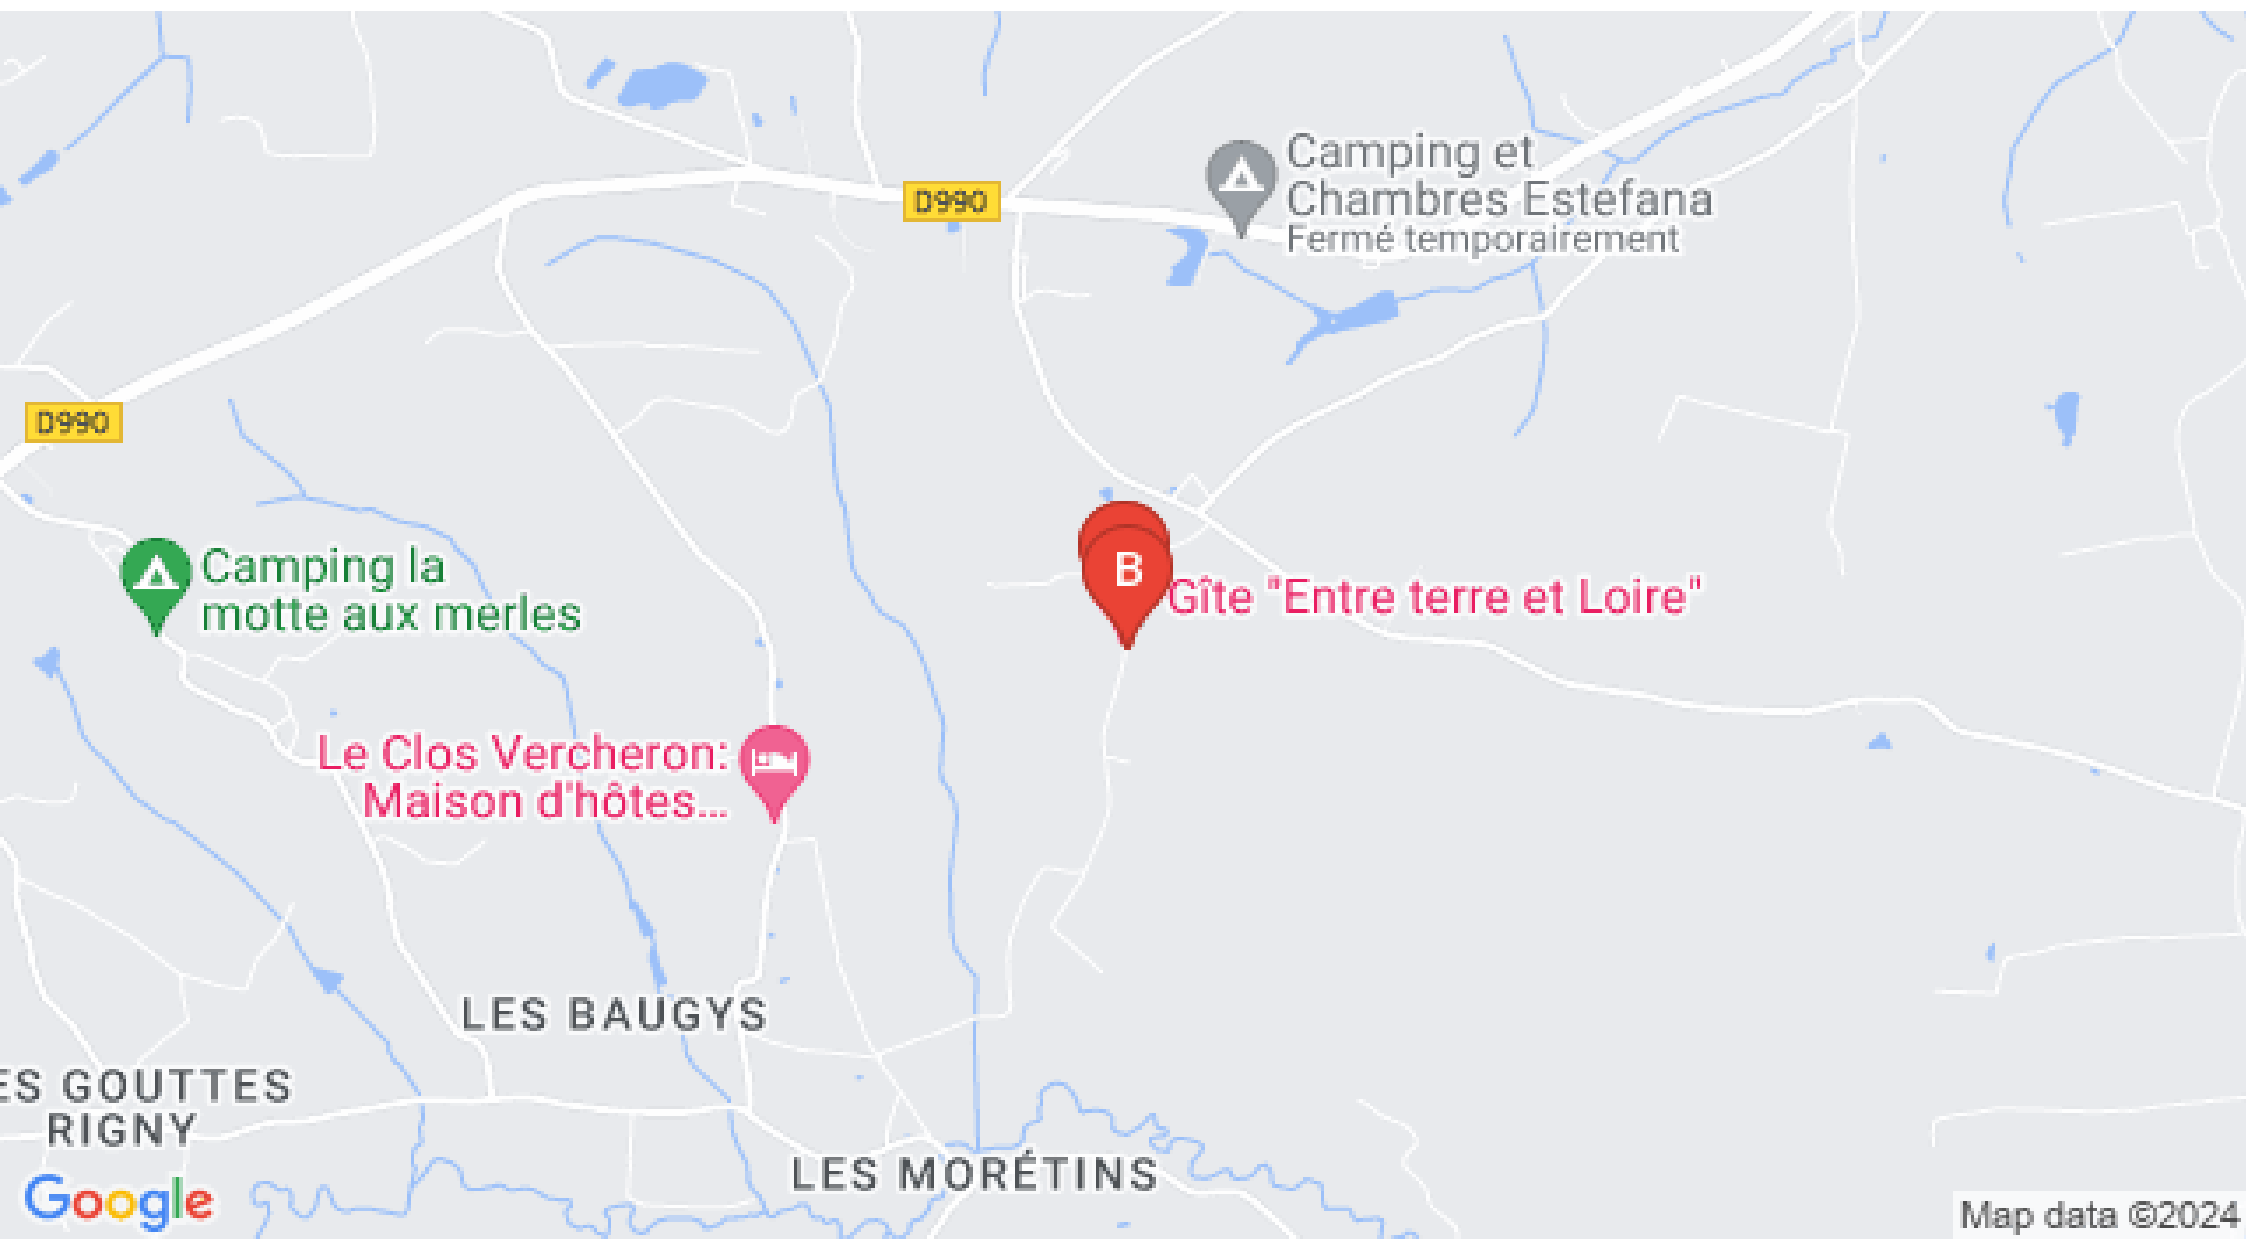 Camping et
Chambres Estefana
Fermé temporairement
D990
D990
Camping la
motte aux merles
B
Gîte "Entre terre et Loire"
Le Clos Vercheron:
Maison d'hôtes...
LES BAUGYS
ES GOUTTES
RIGNY
LES MORÉTINS
Google
Map data ©2024